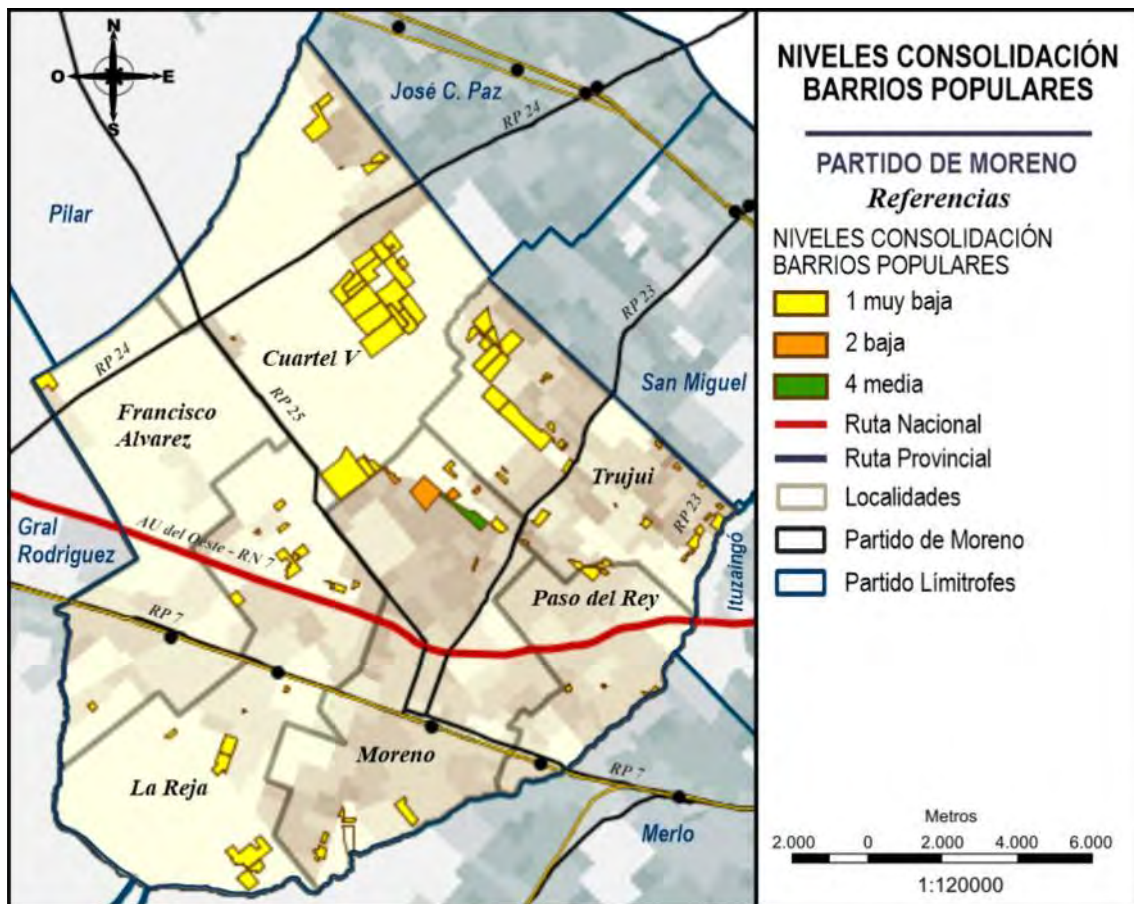 N
O
E
S
José C. Paz
RP 24
Pilar
RP 23
Cuartel V
San Miguel
RP 24
RP 25
Francisco
Alvarez
Trujui
RP 23
Gral
Rodriguez
AU del Oeste - RN 7
Ituzaingó
Paso del Rey
RP 7
Moreno
La Reja
RP 7
Merlo
NIVELES CONSOLIDACIÓN
BARRIOS POPULARES
PARTIDO DE MORENO
Referencias
NIVELES CONSOLIDACIÓN
BARRIOS POPULARES
1 muy baja
2 baja
4 media
Ruta Nacional
Ruta Provincial
Localidades
Partido de Moreno
Partido Límitrofes
Metros
2.000 0 2.000 4.000 6.000
1:120000